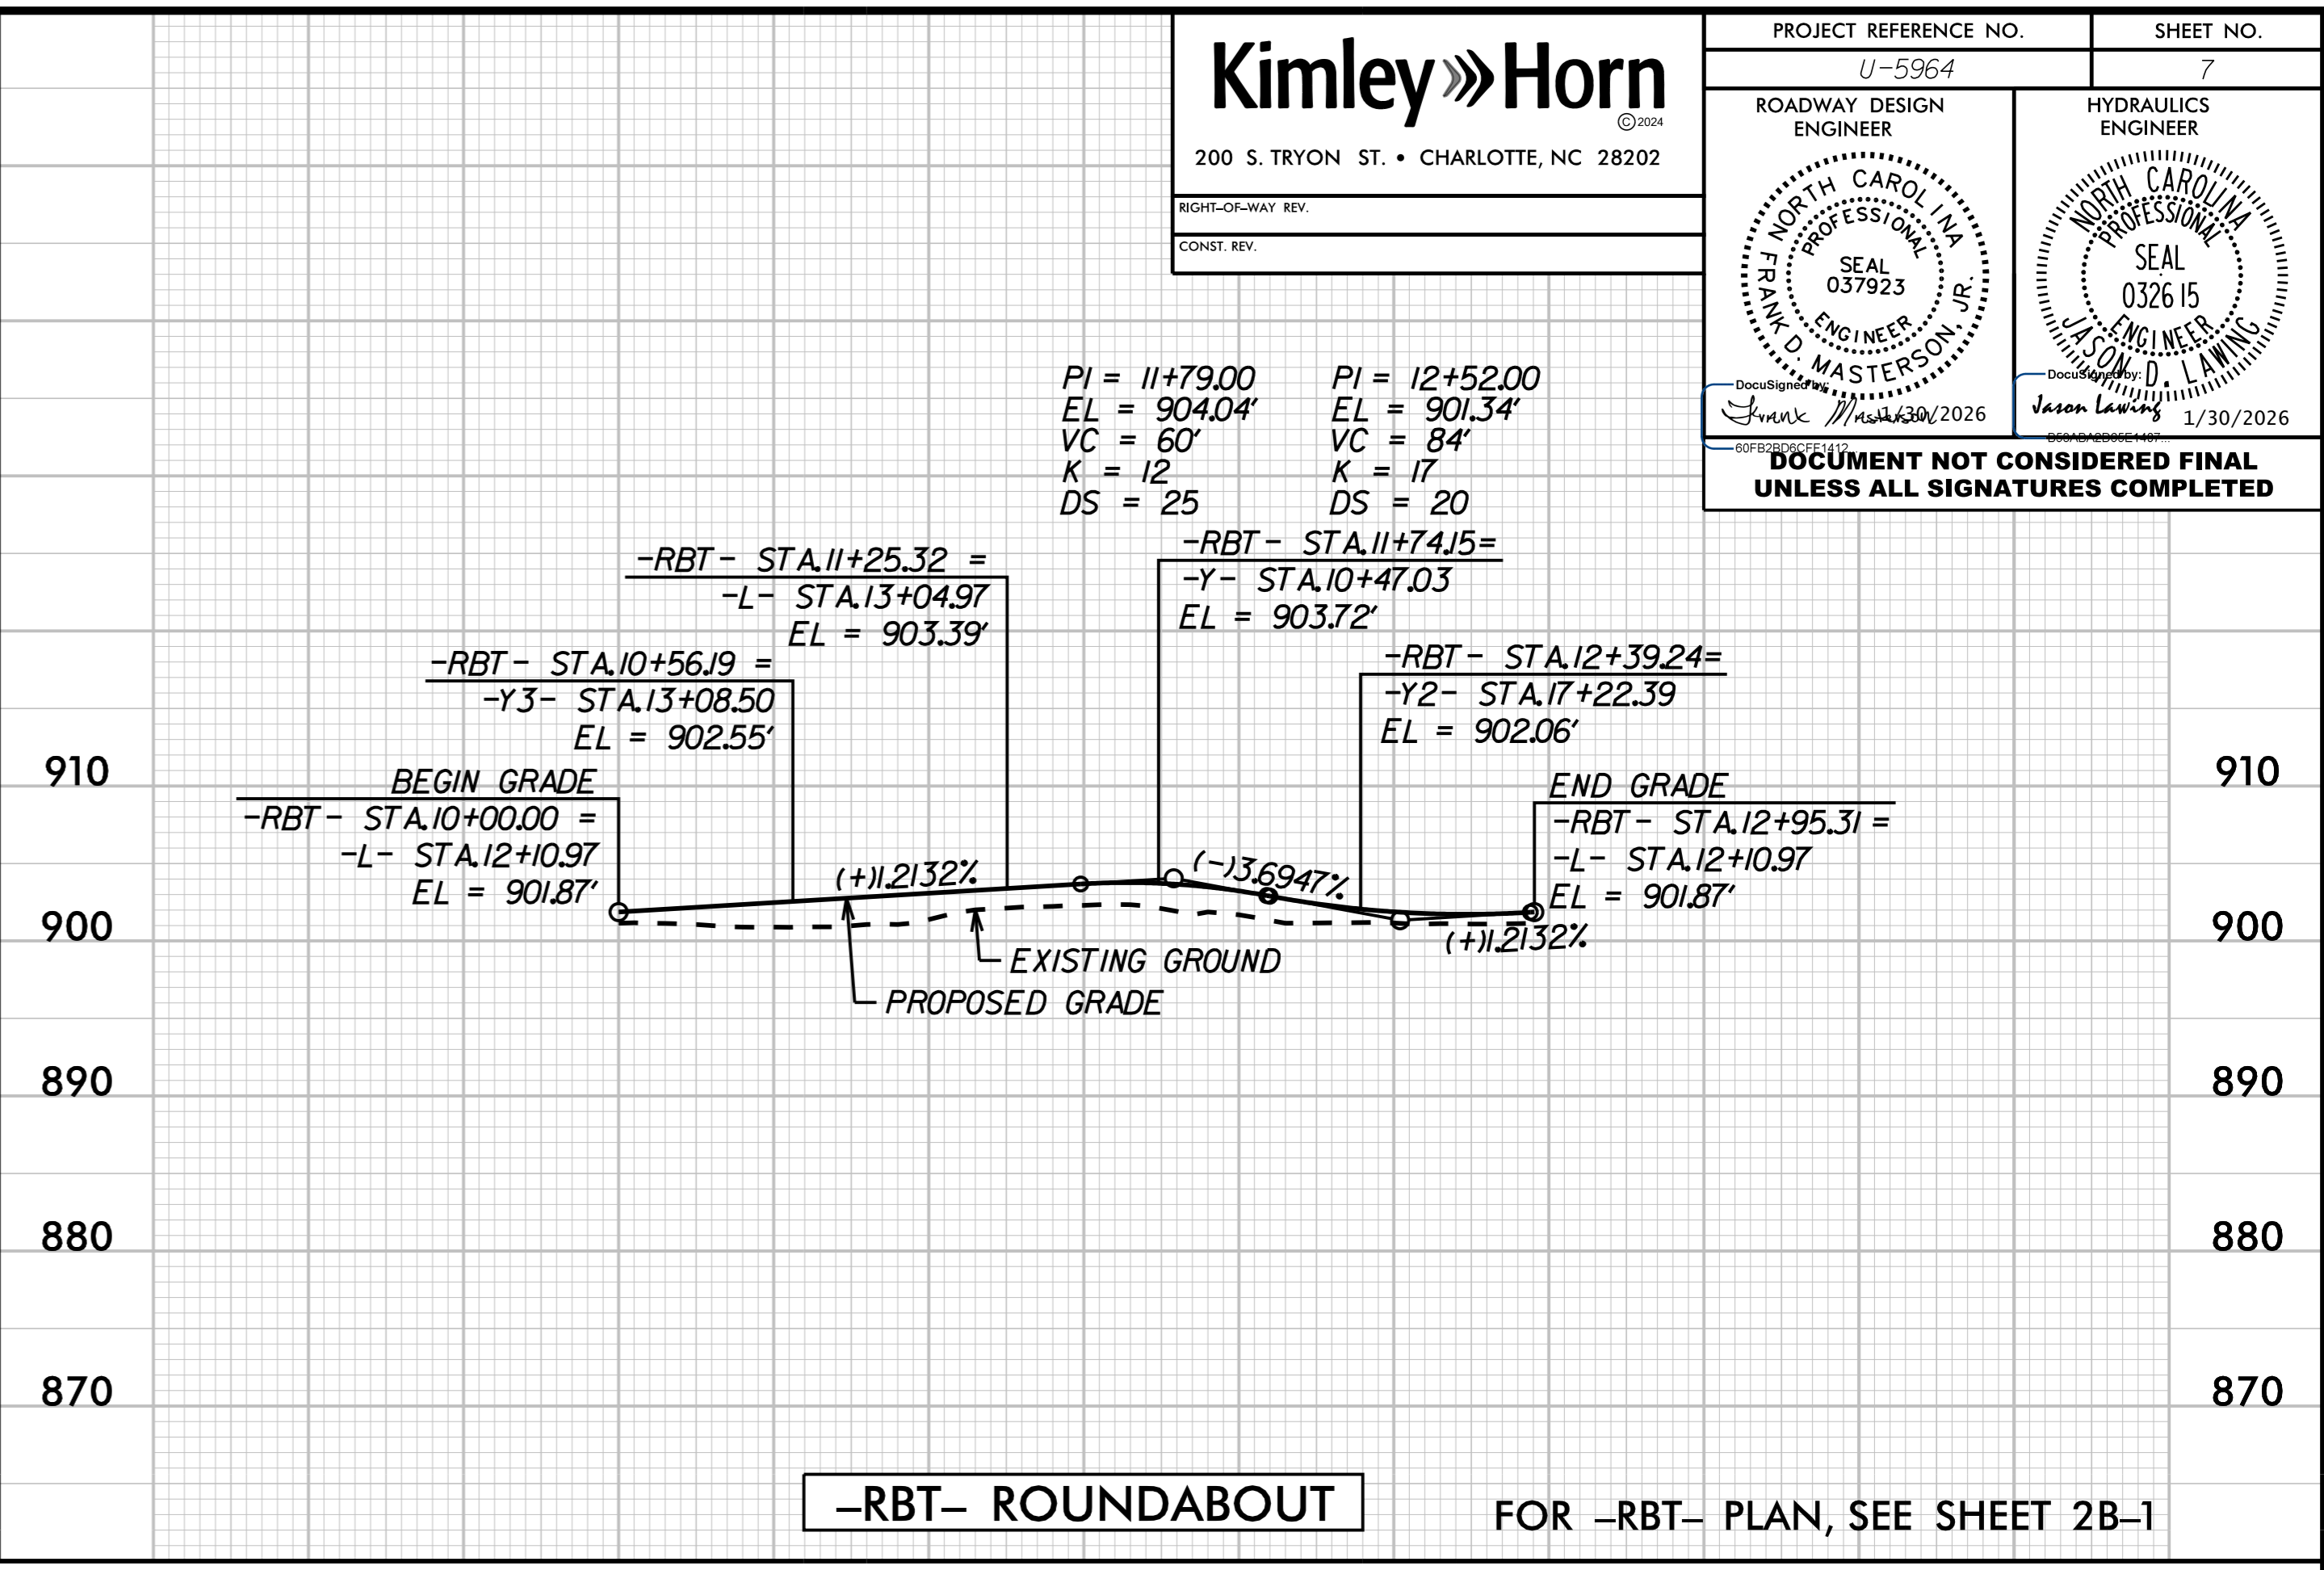 Kimley»Horn
© 2024
200 S. TRYON ST. • CHARLOTTE, NC 28202
RIGHT–OF–WAY REV.
CONST. REV.
PROJECT REFERENCE NO.
SHEET NO.
U-5964
7
ROADWAY DESIGN
ENGINEER
HYDRAULICS
ENGINEER
NORTH CAROLINA
PROFESSIONAL
SEAL
037923
ENGINEER
FRANK D. MASTERSON, JR.
NORTH CAROLINA
PROFESSIONAL
SEAL
032615
ENGINEER
JASON D. LAWING
DocuSigned by:
Frank Masterson
1/30/2026
60FB2BD6CFF1412...
DocuSigned by:
Jason Lawing
1/30/2026
DOCUMENT NOT CONSIDERED FINAL
UNLESS ALL SIGNATURES COMPLETED
PI = 11+79.00
EL = 904.04'
VC = 60'
K = 12
DS = 25
PI = 12+52.00
EL = 901.34'
VC = 84'
K = 17
DS = 20
-RBT- STA.11+25.32 =
-L- STA.13+04.97
EL = 903.39'
-RBT- STA.11+74.15=
-Y- STA.10+47.03
EL = 903.72'
-RBT- STA.10+56.19 =
-Y3- STA.13+08.50
EL = 902.55'
-RBT- STA.12+39.24=
-Y2- STA.17+22.39
EL = 902.06'
BEGIN GRADE
-RBT- STA.10+00.00 =
-L- STA.12+10.97
EL = 901.87'
END GRADE
-RBT- STA.12+95.31 =
-L- STA.12+10.97
EL = 901.87'
(+)1.2132%
(-)3.6947%
(+)1.2132%
EXISTING GROUND
PROPOSED GRADE
910
910
900
900
890
890
880
880
870
870
–RBT– ROUNDABOUT
FOR –RBT– PLAN, SEE SHEET 2B–1